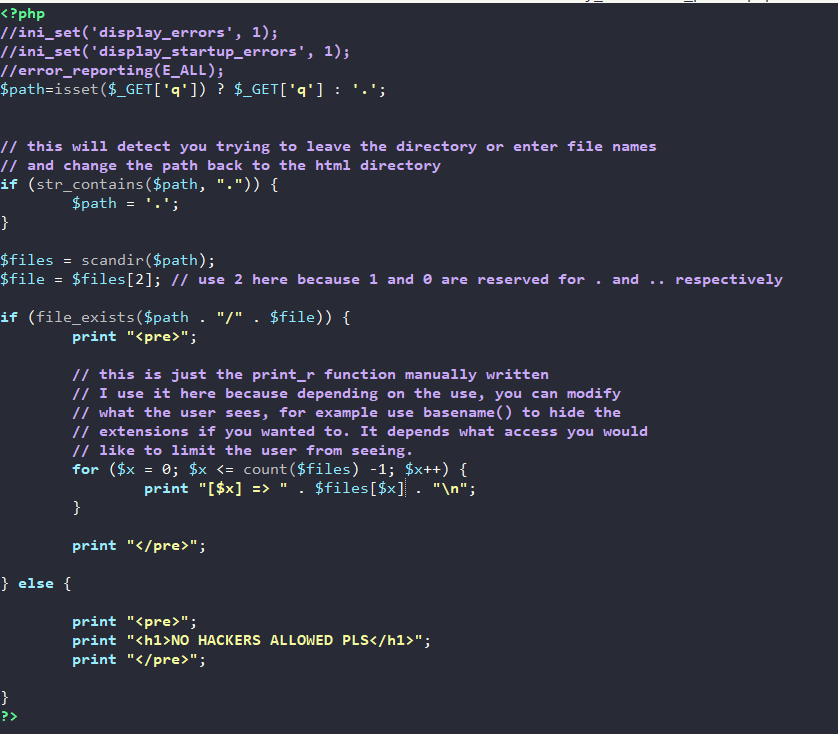 <?php
//ini_set('display_errors', 1);
//ini_set('display_startup_errors', 1);
//error_reporting(E_ALL);
$path=isset($_GET['q']) ? $_GET['q'] : '.';
// this will detect you trying to leave the directory or enter file names
// and change the path back to the html directory
if (str_contains($path, ".")) {
        $path = '.';
}
$files = scandir($path);
$file = $files[2]; // use 2 here because 1 and 0 are reserved for . and .. respectively
if (file_exists($path . "/" . $file)) {
        print "<pre>";
        // this is just the print_r function manually written
        // I use it here because depending on the use, you can modify
        // what the user sees, for example use basename() to hide the
        // extensions if you wanted to. It depends what access you would
        // like to limit the user from seeing.
        for ($x = 0; $x <= count($files) -1; $x++) {
                print "[$x] => " . $files[$x] . "\n";
        }
        print "</pre>";
} else {
        print "<pre>";
        print "<h1>NO HACKERS ALLOWED PLS</h1>";
        print "</pre>";
}
?>